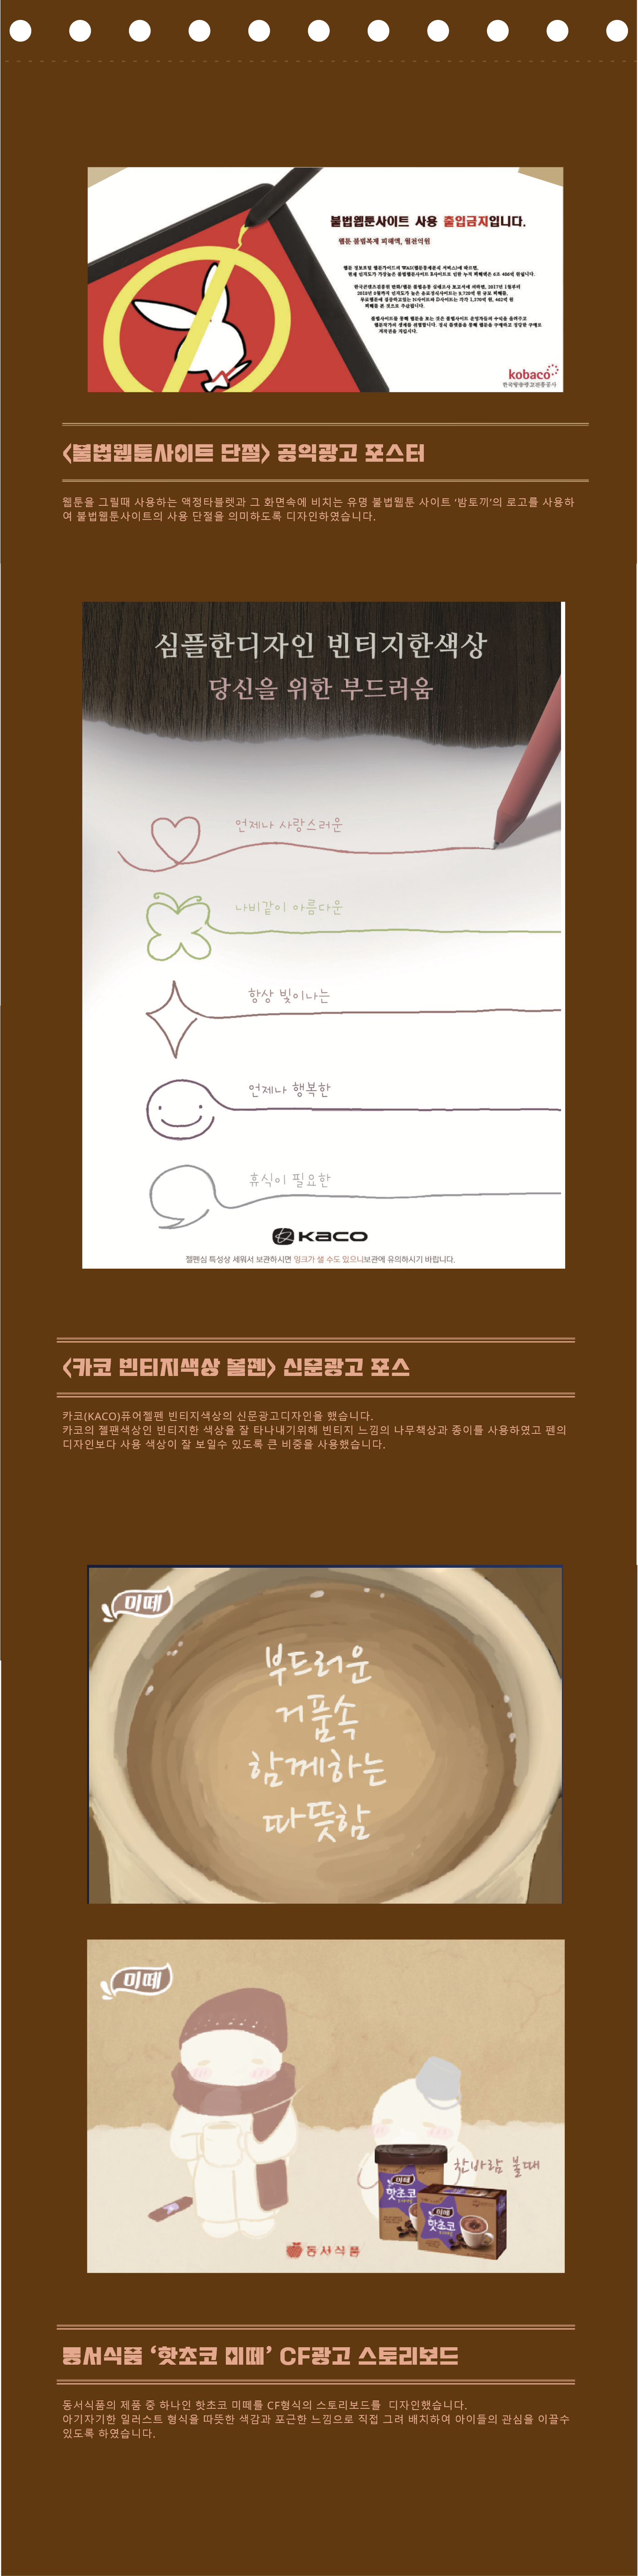 불법웹툰사이트 사용 출입금지입니다.
웹툰 불법복제 피해액, 월천억원
kobaco
한국방송광고진흥공사
<불법웹툰사이트 단절> 공익광고 포스터
웹툰을 그릴때 사용하는 액정타블렛과 그 화면속에 비치는 유명 불법웹툰 사이트 ‘밤토끼’의 로고를 사용하
여 불법웹툰사이트의 사용 단절을 의미하도록 디자인하였습니다.
심플한디자인 빈티지한색상
당신을 위한 부드러움
언제나 사랑스러운
나비같이 아름다운
항상 빛이나는
언제나 행복한
휴식이 필요한
KACO
젤펜심 특성상 세워서 보관하시면 잉크가 샐 수도 있으니보관에 유의하시기 바랍니다.
<카코 빈티지색상 볼펜> 신문광고 포스
카코(KACO)퓨어젤펜 빈티지색상의 신문광고디자인을 했습니다.
카코의 젤팬색상인 빈티지한 색상을 잘 타나내기위해 빈티지 느낌의 나무책상과 종이를 사용하였고 펜의
디자인보다 사용 색상이 잘 보일수 있도록 큰 비중을 사용했습니다.
미떼
부드러운
거품속
함께하는
따뜻함
미떼
찬바람 불때
미떼
핫초코
미떼
핫초코
동서식품
동서식품 ‘핫초코 미떼’ CF광고 스토리보드
동서식품의 제품 중 하나인 핫초코 미떼를 CF형식의 스토리보드를 디자인했습니다.
아기자기한 일러스트 형식을 따뜻한 색감과 포근한 느낌으로 직접 그려 배치하여 아이들의 관심을 이끌수
있도록 하였습니다.